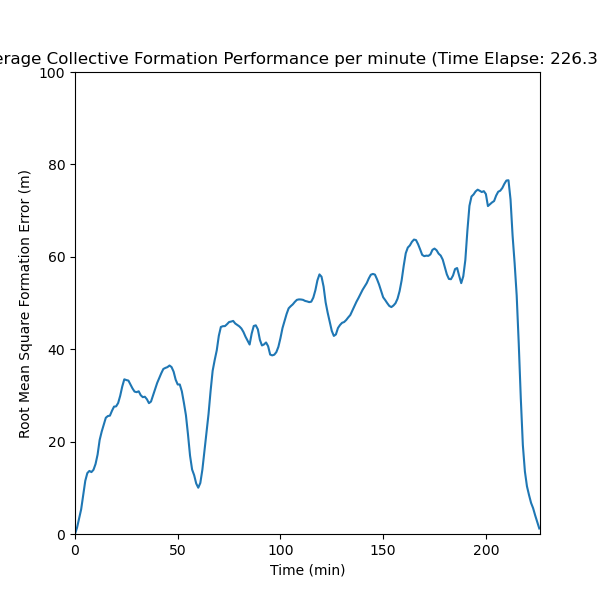 erage Collective Formation Performance per minute (Time Elapse: 226.3
100
80
60
40
20
0
Root Mean Square Formation Error (m)
0 50 100 150 200
Time (min)